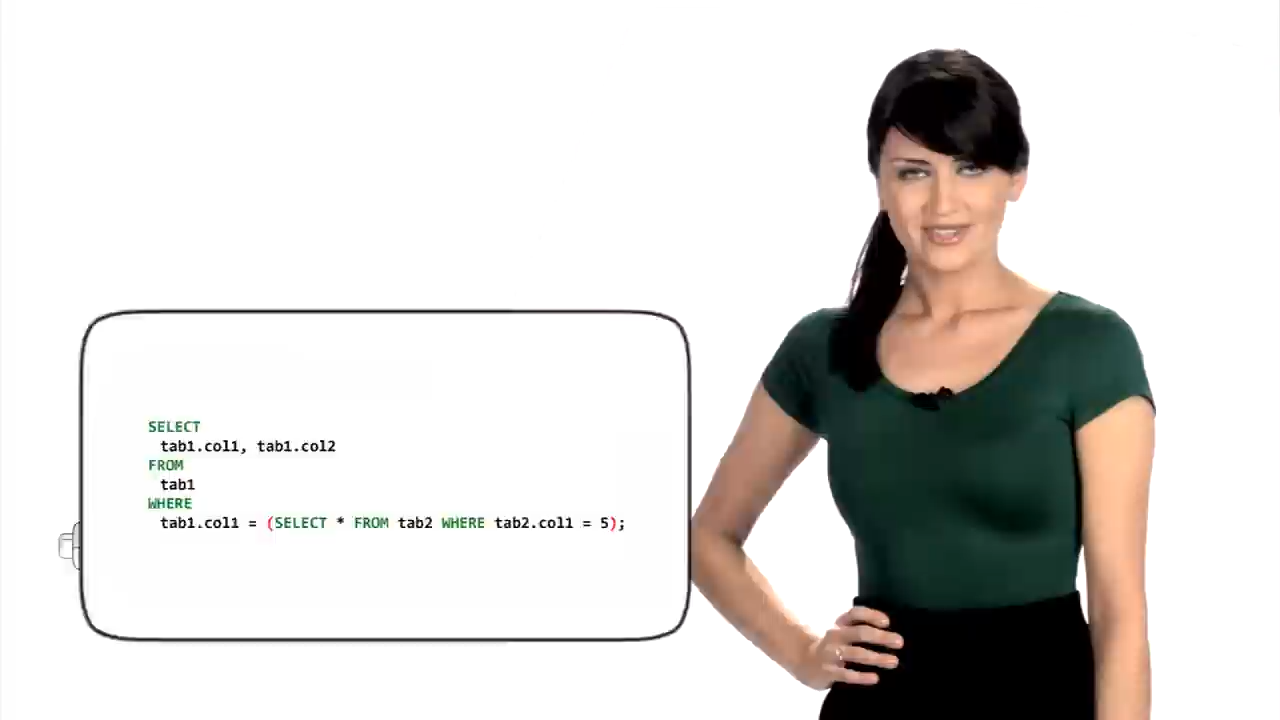 SELECT
tab1.col1, tab1.col2
FROM
tab1
WHERE
tab1.col1 = (SELECT * FROM tab2 WHERE tab2.col1 = 5);